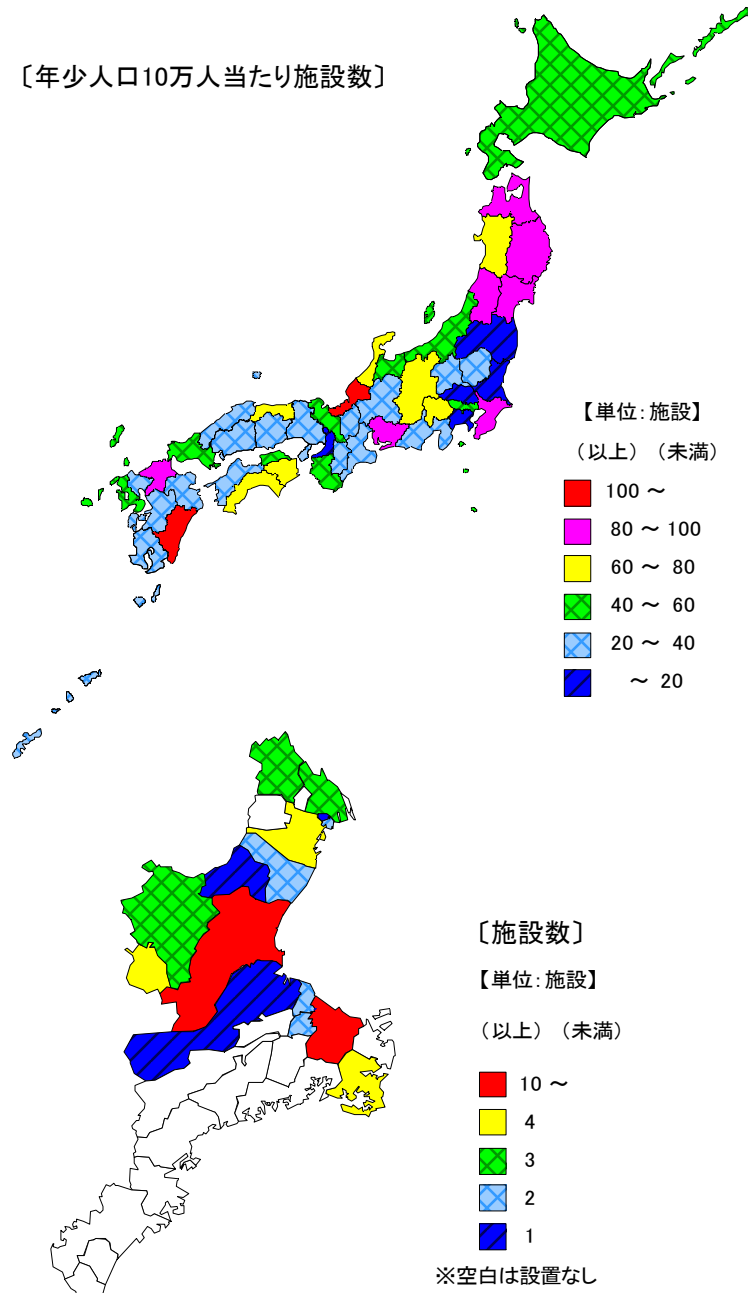 〔年少人口10万人当たり施設数〕
【単位:施設】
（以上）（未満）
100 ～
80 ～ 100
60 ～ 80
40 ～ 60
20 ～ 40
～ 20
〔施設数〕
【単位:施設】
（以上）（未満）
10 ～
4
3
2
1
※空白は設置なし